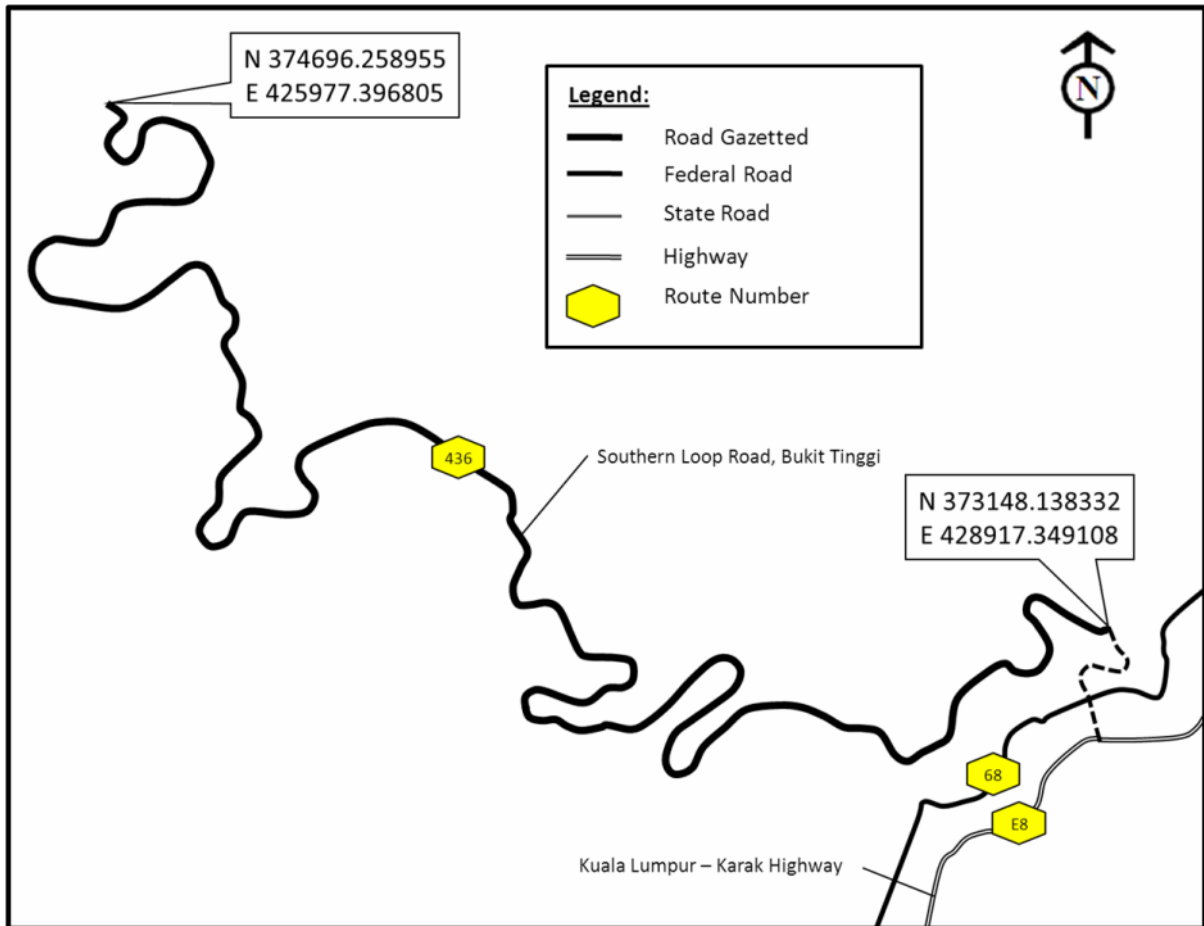 N 374696.258955
E 425977.396805
Legend:
Road Gazetted
Federal Road
State Road
Highway
Route Number
N
436
Southern Loop Road, Bukit Tinggi
N 373148.138332
E 428917.349108
68
E8
Kuala Lumpur – Karak Highway